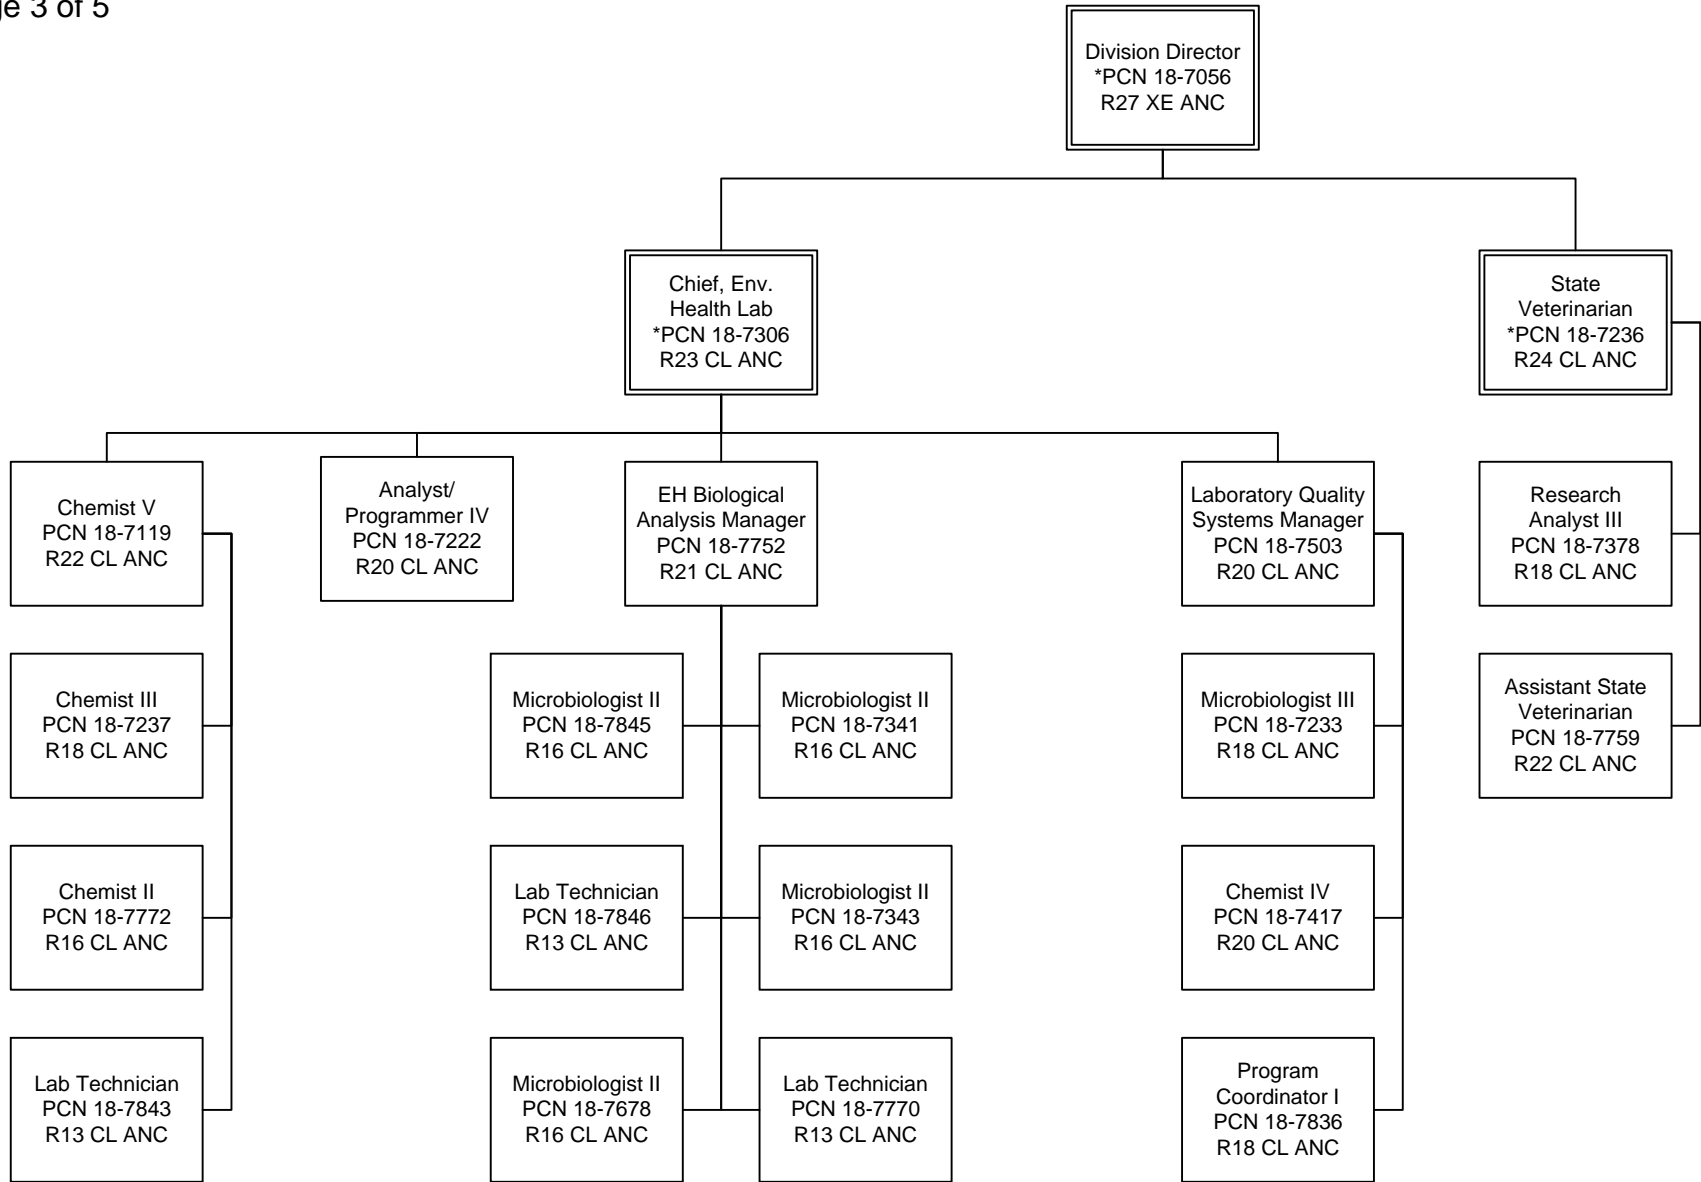 ge 3 of 5
Division Director
*PCN 18-7056
R27 XE ANC
Chief, Env.
Health Lab
*PCN 18-7306
R23 CL ANC
State
Veterinarian
*PCN 18-7236
R24 CL ANC
Chemist V
PCN 18-7119
R22 CL ANC
Analyst/
Programmer IV
PCN 18-7222
R20 CL ANC
EH Biological
Analysis Manager
PCN 18-7752
R21 CL ANC
Laboratory Quality
Systems Manager
PCN 18-7503
R20 CL ANC
Research
Analyst III
PCN 18-7378
R18 CL ANC
Chemist III
PCN 18-7237
R18 CL ANC
Microbiologist II
PCN 18-7845
R16 CL ANC
Microbiologist II
PCN 18-7341
R16 CL ANC
Microbiologist III
PCN 18-7233
R18 CL ANC
Assistant State
Veterinarian
PCN 18-7759
R22 CL ANC
Chemist II
PCN 18-7772
R16 CL ANC
Lab Technician
PCN 18-7846
R13 CL ANC
Microbiologist II
PCN 18-7343
R16 CL ANC
Chemist IV
PCN 18-7417
R20 CL ANC
Lab Technician
PCN 18-7843
R13 CL ANC
Microbiologist II
PCN 18-7678
R16 CL ANC
Lab Technician
PCN 18-7770
R13 CL ANC
Program
Coordinator I
PCN 18-7836
R18 CL ANC